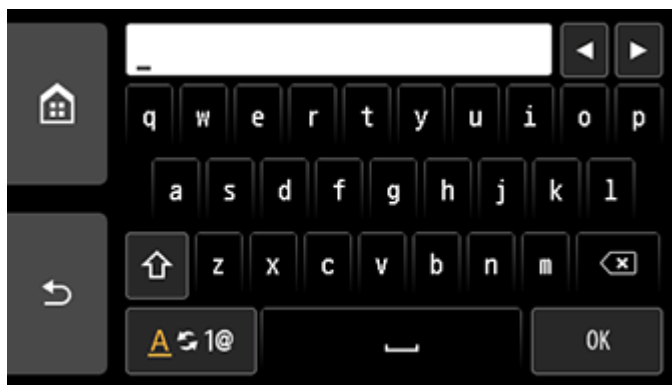 _
q w e r t y u i o p
a s d f g h j k l
z x c v b n m
A 1@ OK